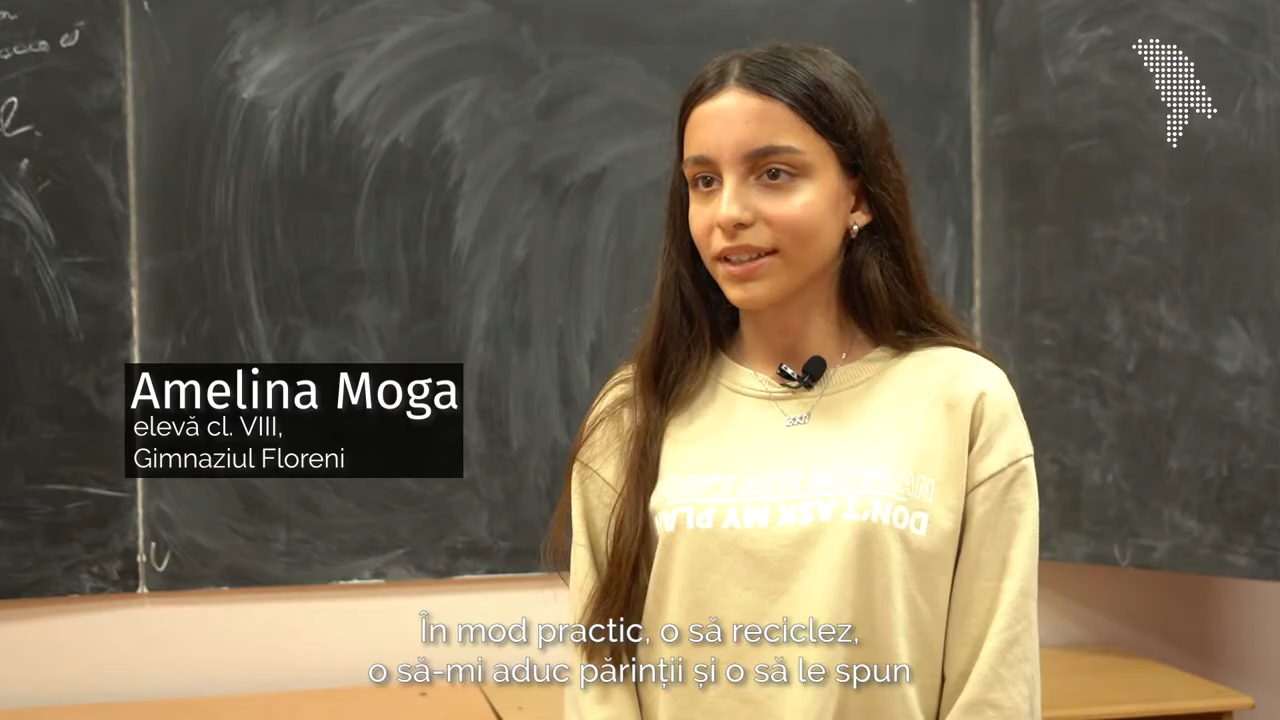 Amelina Moga
elevă cl. VIII,
Gimnaziul Floreni
DON'T ASK MY PLAN
În mod practic, o să reciclez,
o să-mi aduc părinții și o să le spun